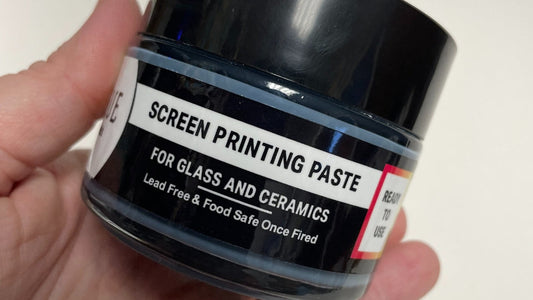 SCREEN PRINTING PASTE
FOR GLASS AND CERAMICS
Lead Free & Food Safe Once Fired
READY
TO
USE